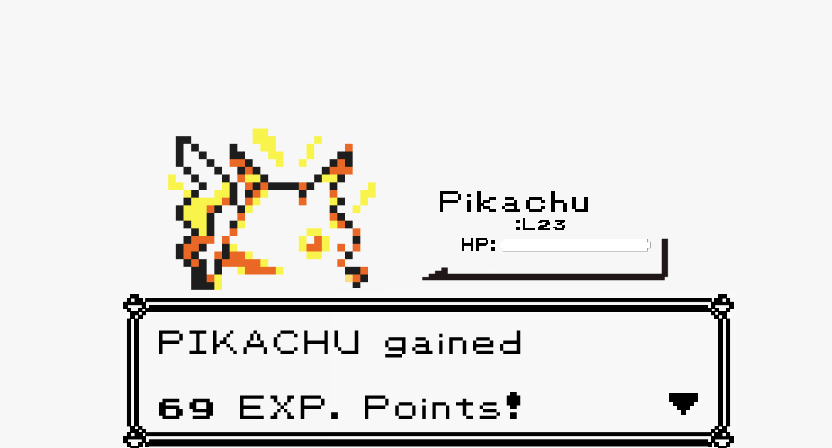 Pikachu
:L23
HP:
PIKACHU gained
69 EXP. Points!